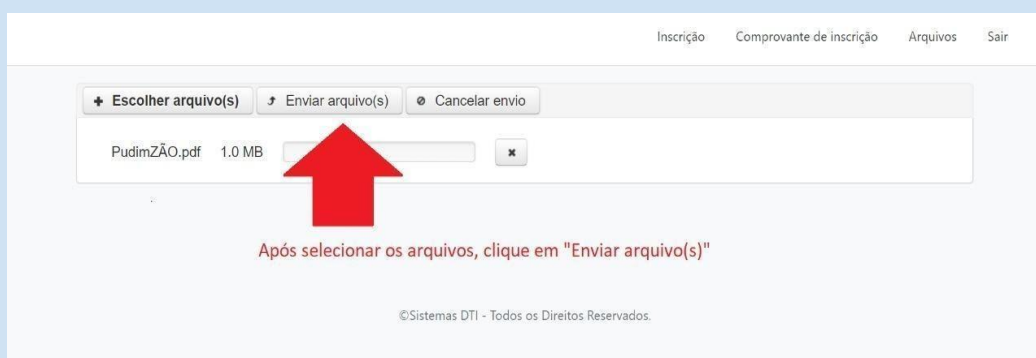 Inscrição Comprovante de inscrição Arquivos Sair
Escolher arquivo(s) Enviar arquivo(s) Cancelar envio
PudimZÃO.pdf 1.0 MB
Após selecionar os arquivos, clique em "Enviar arquivo(s)"
©Sistemas DTI - Todos os Direitos Reservados.